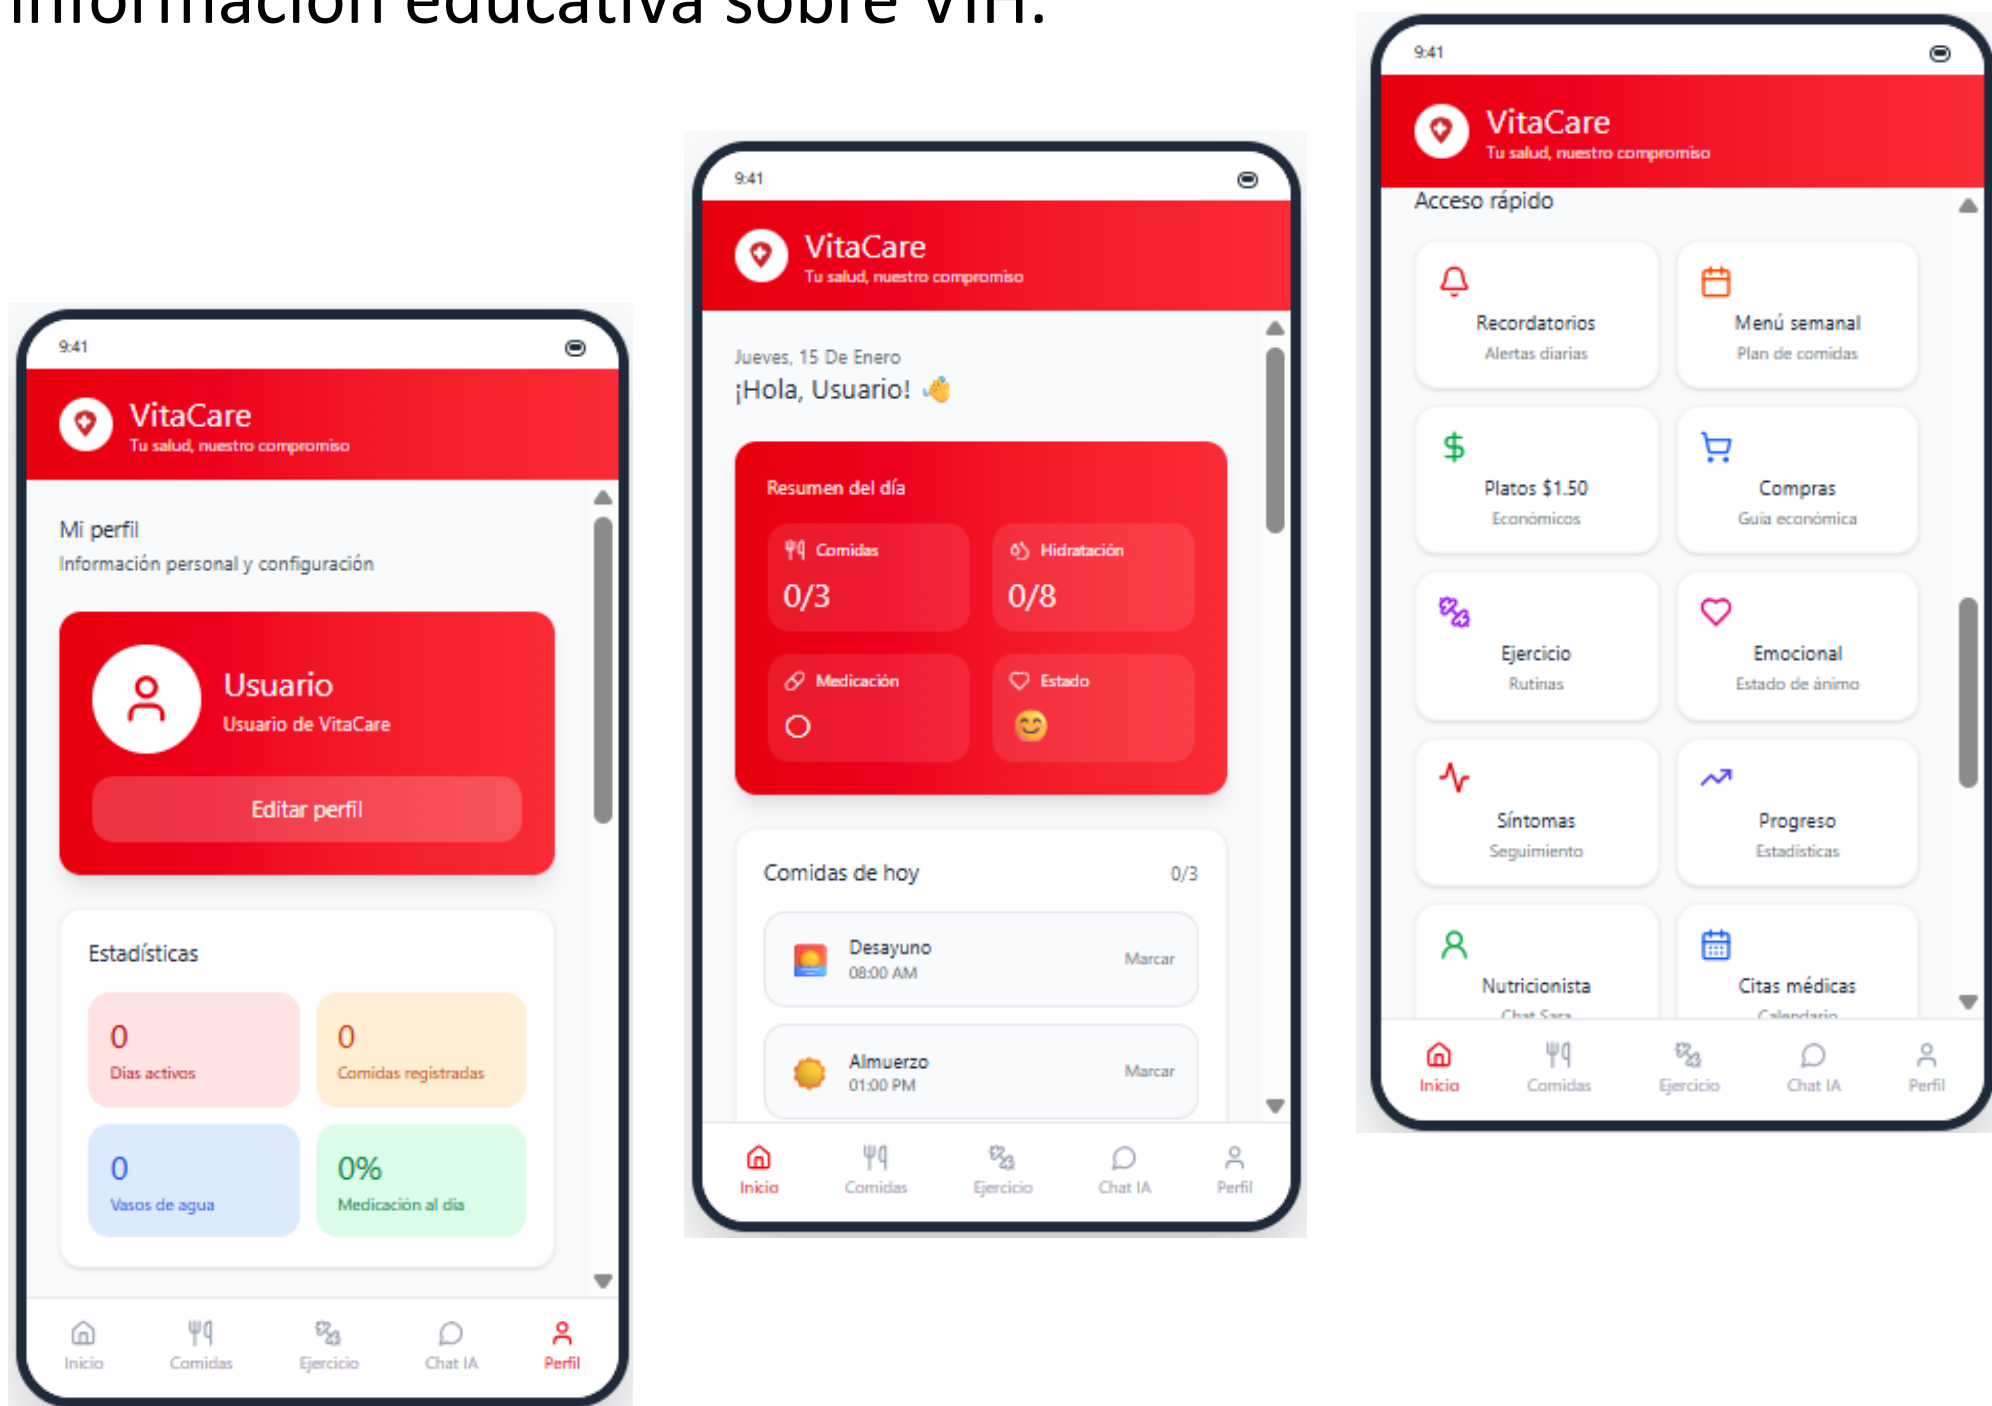 información educativa sobre VIH.
9:41
VitaCare
Tu salud, nuestro compromiso
Mi perfil
Información personal y configuración
Usuario
Usuario de VitaCare
Editar perfil
Estadísticas
0
Dias activos
0
Comidas registradas
0
Vasos de agua
0%
Medicación al día
Inicio
Comidas
Ejercicio
Chat IA
Perfil
9:41
VitaCare
Tu salud, nuestro compromiso
Jueves, 15 De Enero
¡Hola, Usuario!
Resumen del día
Comidas
0/3
Hidratación
0/8
Medicación
Estado
Comidas de hoy 0/3
Desayuno
08:00 AM
Marcar
Almuerzo
01:00 PM
Marcar
Inicio
Comidas
Ejercicio
Chat IA
Perfil
9:41
VitaCare
Tu salud, nuestro compromiso
Acceso rápido
Recordatorios
Alertas diarias
Menú semanal
Plan de comidas
Platos $1.50
Económicos
Compras
Guía económica
Ejercicio
Rutinas
Emocional
Estado de ánimo
Síntomas
Seguimiento
Progreso
Estadísticas
Nutricionista
Chat Sara
Citas médicas
Calendario
Inicio
Comidas
Ejercicio
Chat IA
Perfil